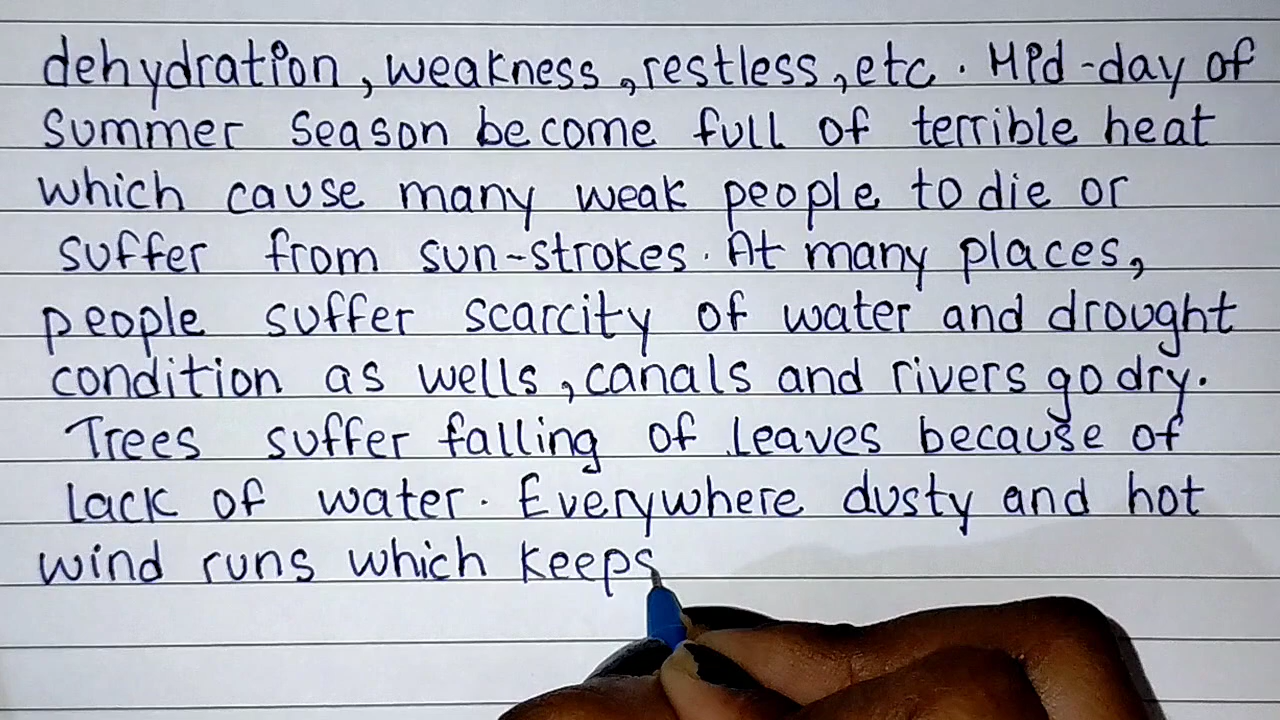 dehydration, weakness, restless, etc. Mid-day of
Summer Season become full of terrible heat
which cause many weak people to die or
suffer from sun-strokes. At many places,
people suffer scarcity of water and drought
condition as wells, canals and rivers go dry.
Trees suffer falling of leaves because of
lack of water. Everywhere dusty and hot
wind runs which keeps